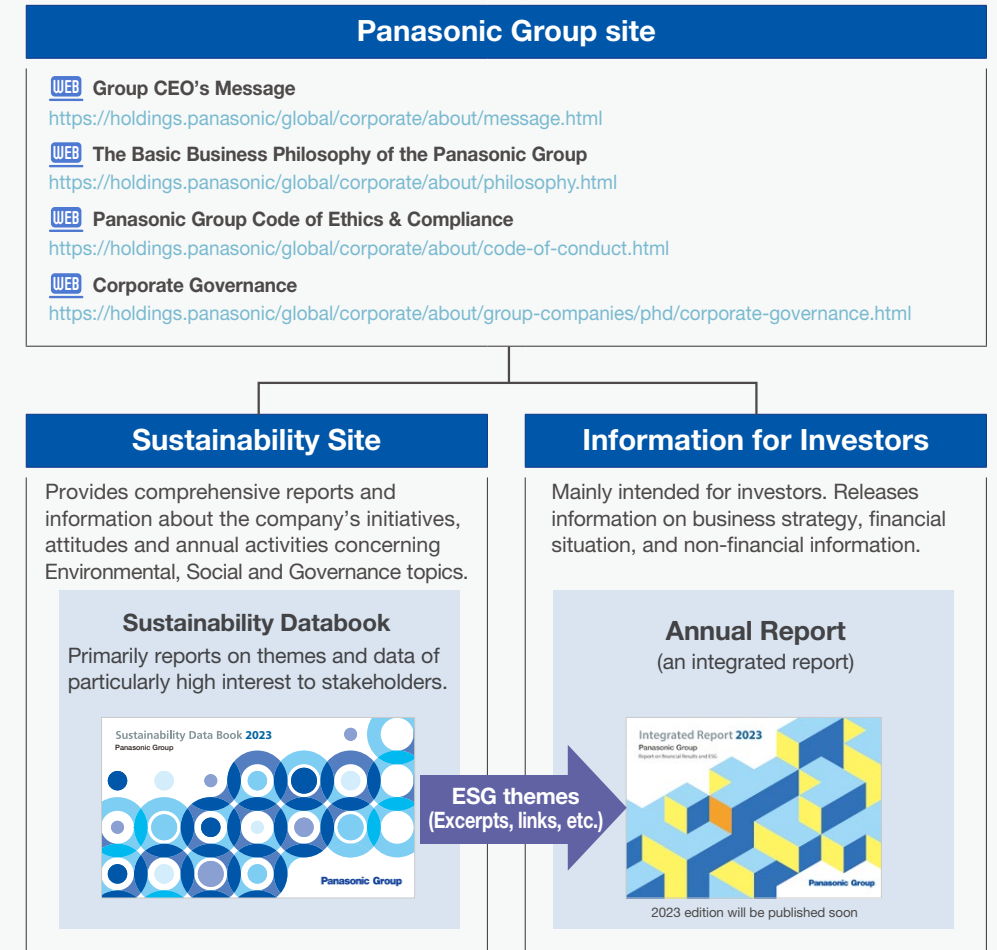 Panasonic Group site
WEB Group CEO's Message
https://holdings.panasonic/global/corporate/about/message.html
WEB The Basic Business Philosophy of the Panasonic Group
https://holdings.panasonic/global/corporate/about/philosophy.html
WEB Panasonic Group Code of Ethics & Compliance
https://holdings.panasonic/global/corporate/about/code-of-conduct.html
WEB Corporate Governance
https://holdings.panasonic/global/corporate/about/group-companies/phd/corporate-governance.html
Sustainability Site
Provides comprehensive reports and
information about the company's initiatives,
attitudes and annual activities concerning
Environmental, Social and Governance topics.
Sustainability Databook
Primarily reports on themes and data of
particularly high interest to stakeholders.
Sustainability Data Book 2023
Panasonic Group
Panasonic Group
ESG themes
(Excerpts, links, etc.)
Information for Investors
Mainly intended for investors. Releases
information on business strategy, financial
situation, and non-financial information.
Annual Report
(an integrated report)
Integrated Report 2023
Panasonic Group
Report on Financial Results and ESG
Panasonic Group
2023 edition will be published soon